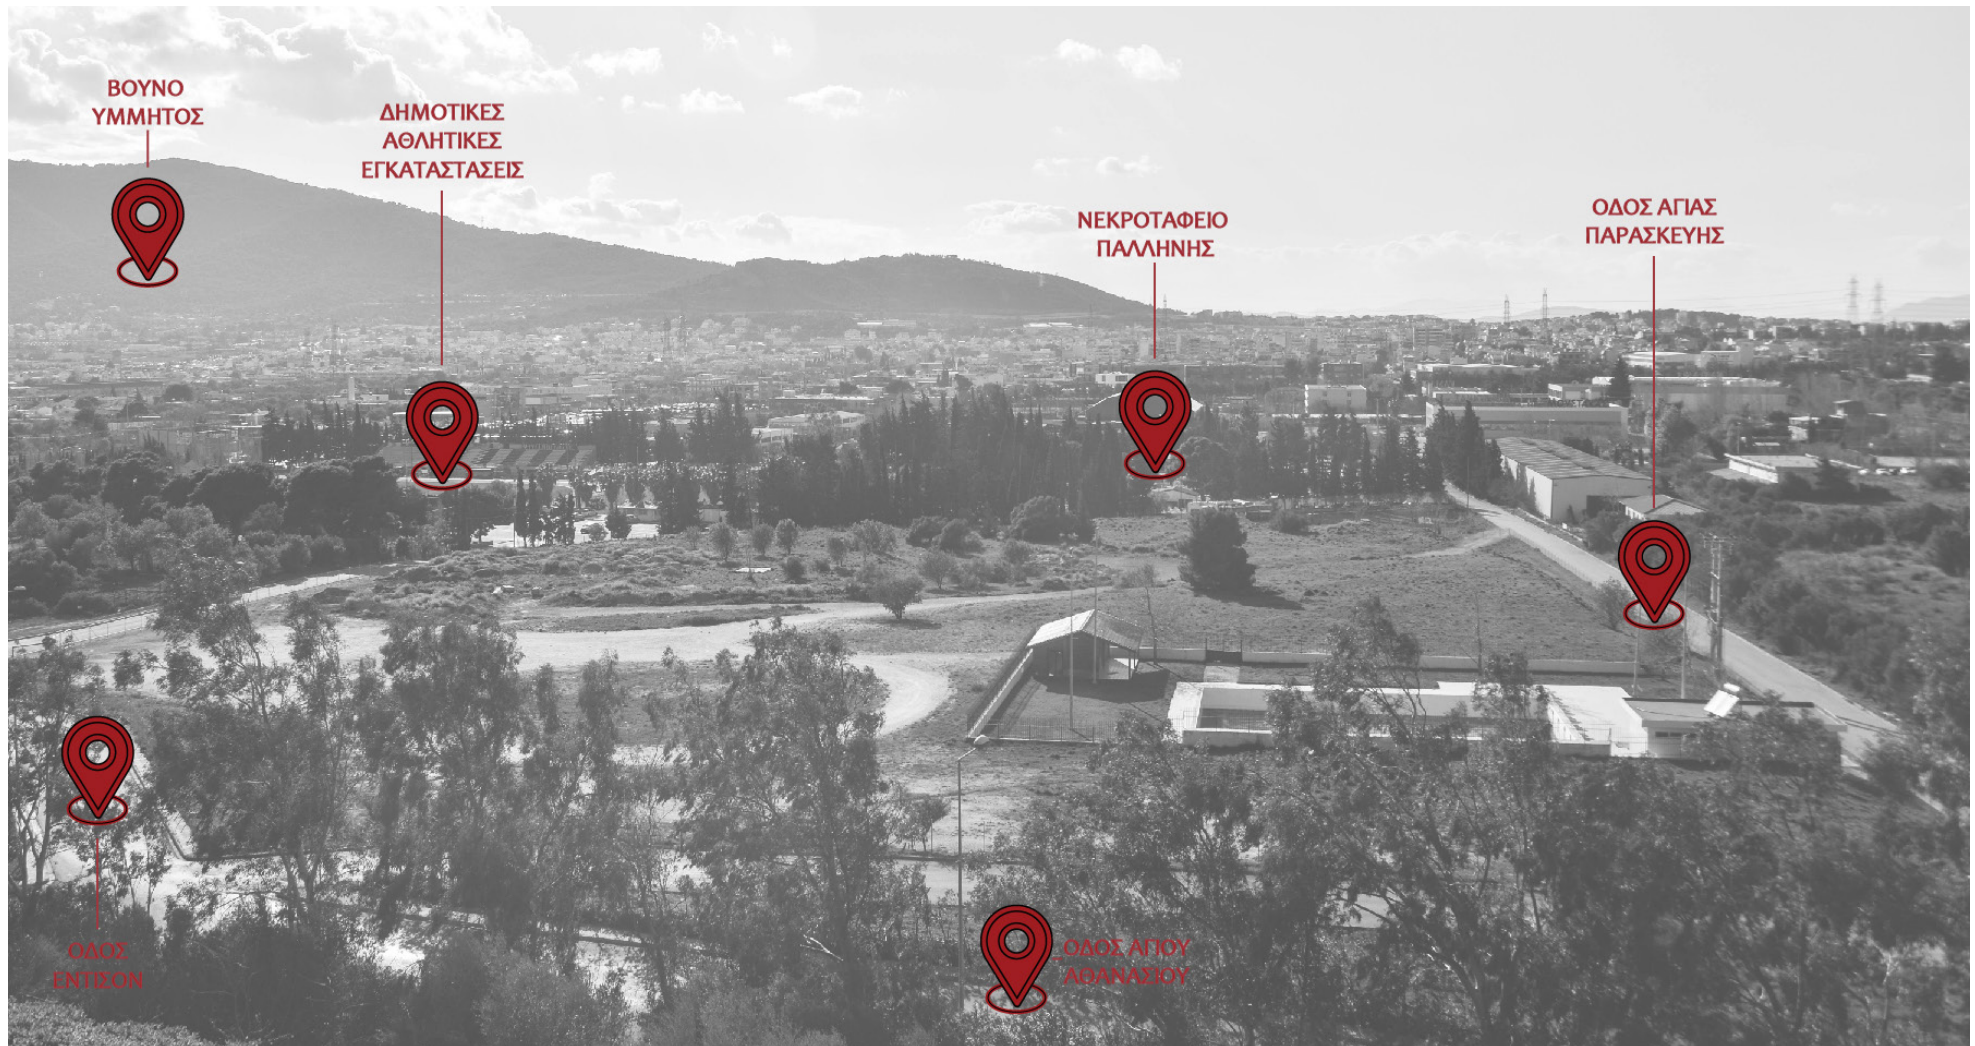 ΒΟΥΝΟ
ΥΜΜΗΤΟΣ
ΔΗΜΟΤΙΚΕΣ
ΑΘΛΗΤΙΚΕΣ
ΕΓΚΑΤΑΣΤΑΣΕΙΣ
ΝΕΚΡΟΤΑΦΕΙΟ
ΠΑΛΛΗΝΗΣ
ΟΔΟΣ ΑΓΙΑΣ
ΠΑΡΑΣΚΕΥΗΣ
ΟΔΟΣ
ΕΝΤΙΣΟΝ
ΟΔΟΣ ΑΓΙΟΥ
ΑΘΑΝΑΣΙΟΥ